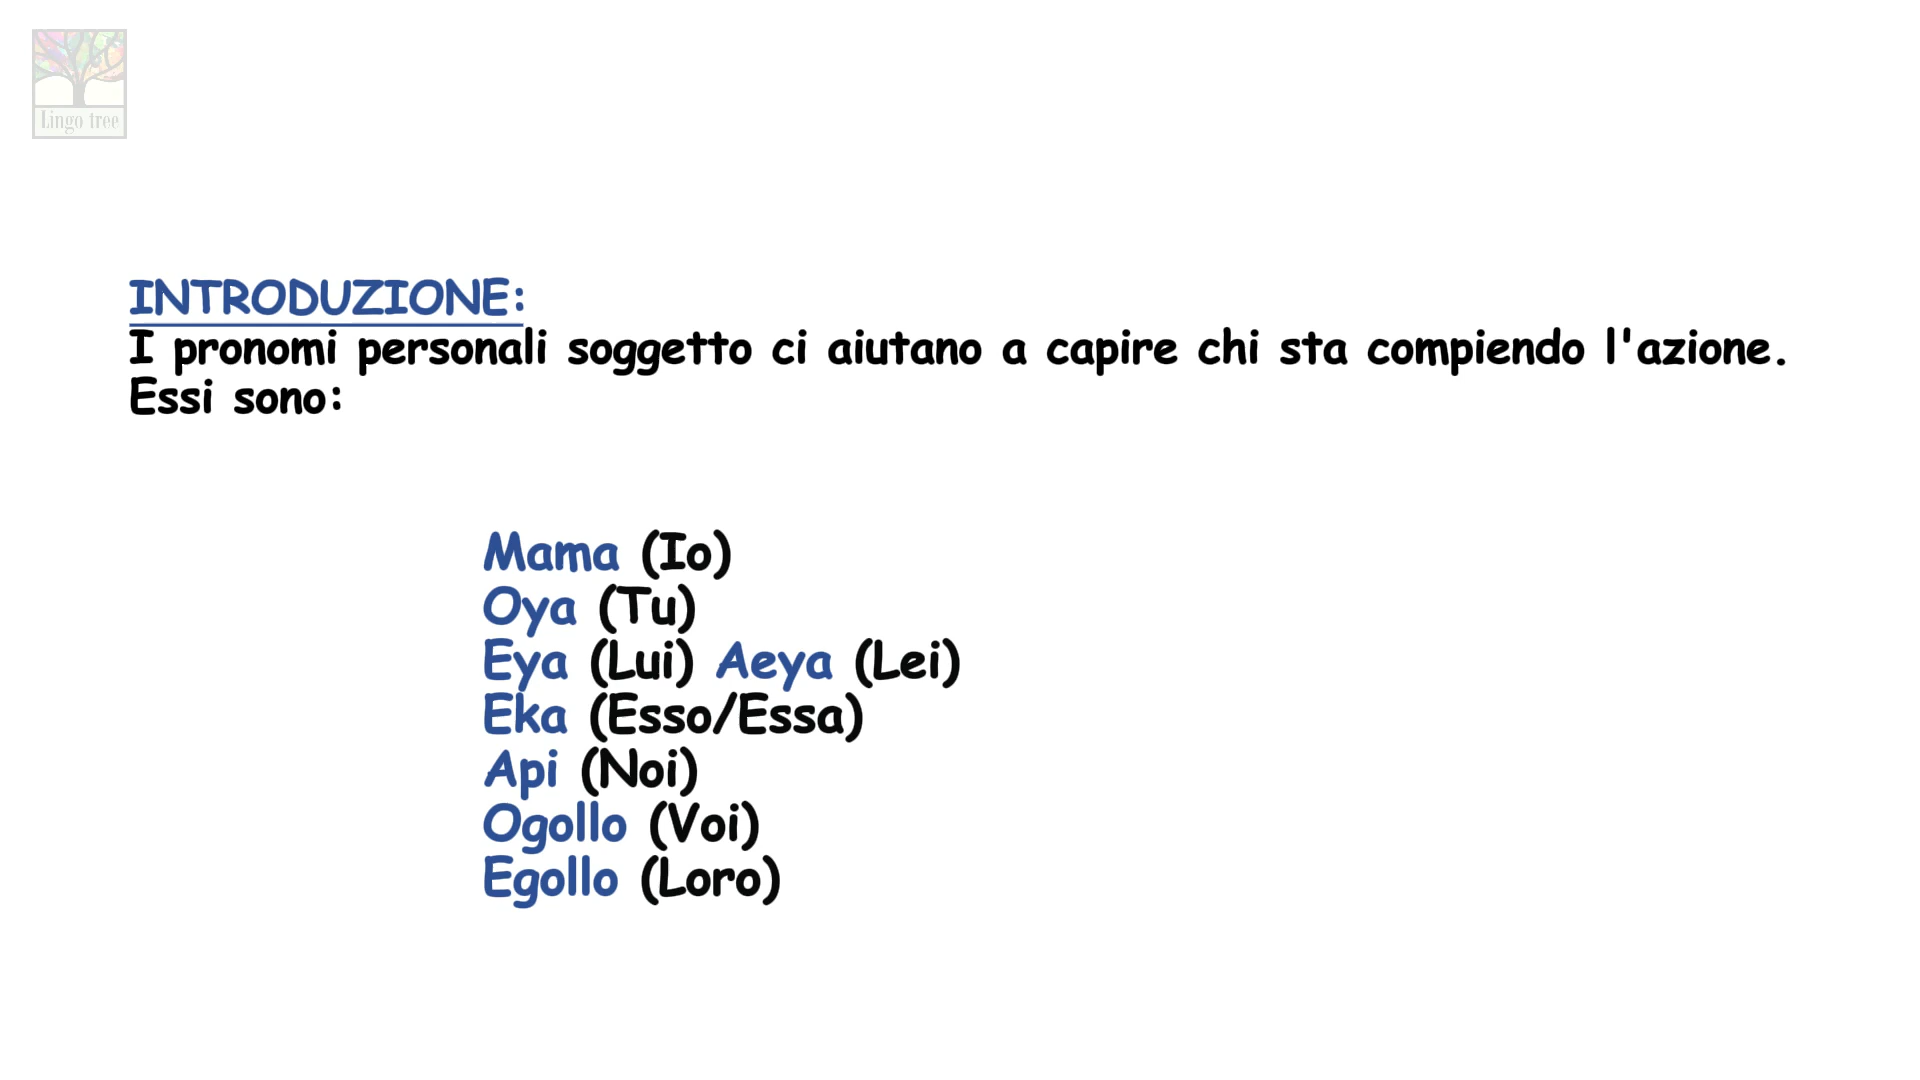 Lingo tree
INTRODUZIONE:
I pronomi personali soggetto ci aiutano a capire chi sta compiendo l'azione.
Essi sono:
Mama (Io)
Oya (Tu)
Eya (Lui) Aeya (Lei)
Eka (Esso/Essa)
Api (Noi)
Ogollo (Voi)
Egollo (Loro)